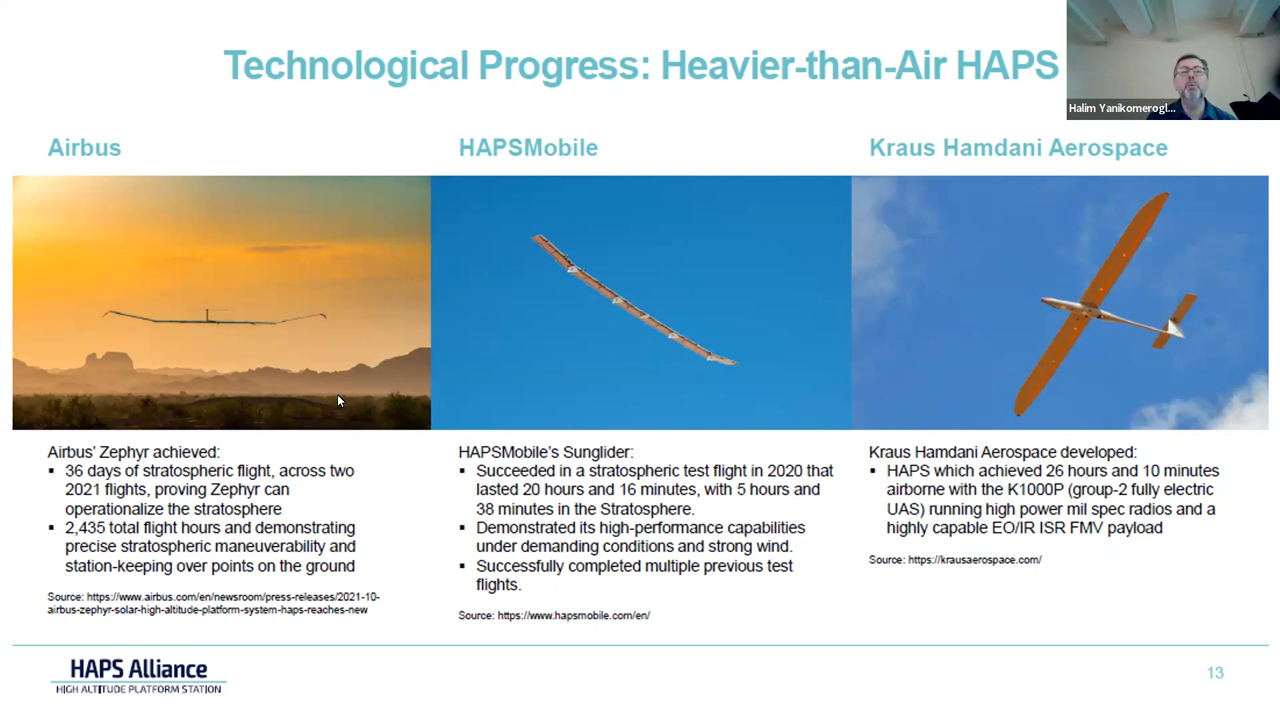 Technological Progress: Heavier-than-Air HAPS
Halim Yanikomerogl...
Airbus
HAPSMobile
Kraus Hamdani Aerospace
Airbus' Zephyr achieved:
▪ 36 days of stratospheric flight, across two
2021 flights, proving Zephyr can
operationalize the stratosphere
▪ 2,435 total flight hours and demonstrating
precise stratospheric maneuverability and
station-keeping over points on the ground
Source: https://www.airbus.com/en/newsroom/press-releases/2021-10-
airbus-zephyr-solar-high-altitude-platform-system-haps-reaches-new
HAPSMobile's Sunglider:
▪ Succeeded in a stratospheric test flight in 2020 that
lasted 20 hours and 16 minutes, with 5 hours and
38 minutes in the Stratosphere.
▪ Demonstrated its high-performance capabilities
under demanding conditions and strong wind.
▪ Successfully completed multiple previous test
flights.
Source: https://www.hapsmobile.com/en/
Kraus Hamdani Aerospace developed:
▪ HAPS which achieved 26 hours and 10 minutes
airborne with the K1000P (group-2 fully electric
UAS) running high power mil spec radios and a
highly capable EO/IR ISR FMV payload
Source: https://krausaerospace.com/
HAPS Alliance
HIGH ALTITUDE PLATFORM STATION
13